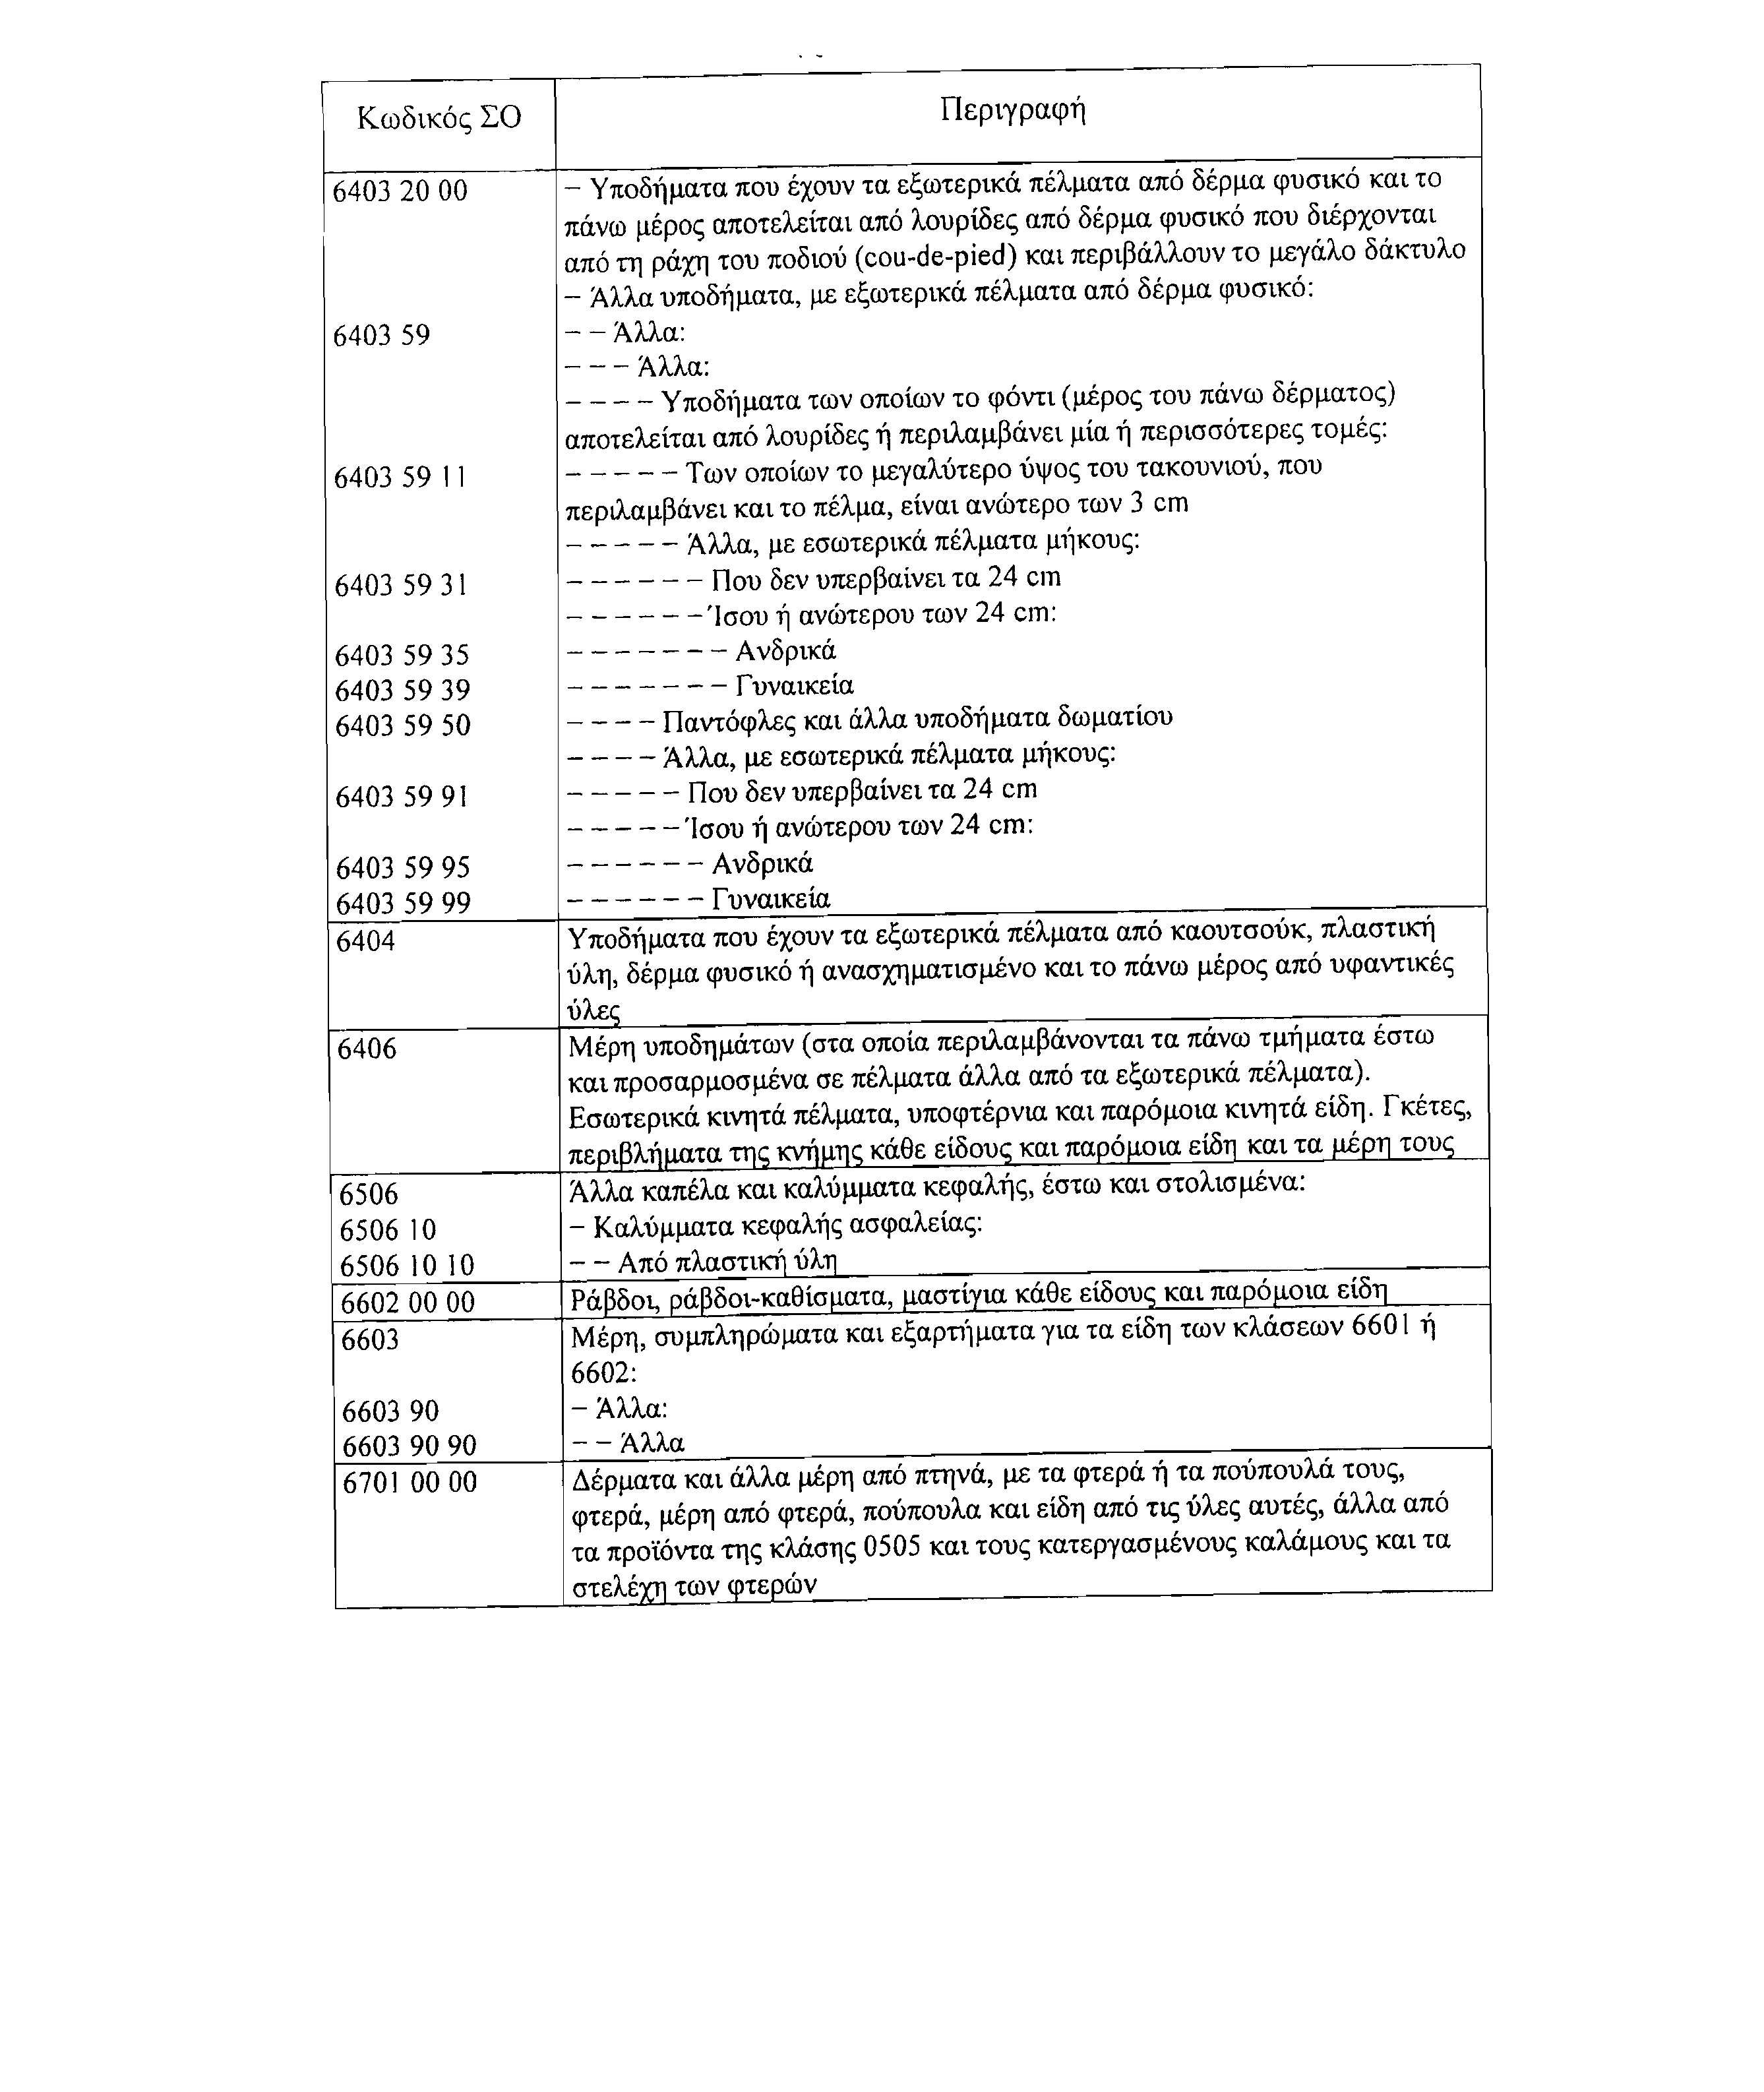 Κωδικός ΣΟ Περιγραφή
6403 20 00 – Υποδήματα που έχουν τα εξωτερικά πέλματα από δέρμα φυσικό και το
πάνω μέρος αποτελείται από λουρίδες από δέρμα φυσικό που διέρχονται
από τη ράχη του ποδιού (cou-de-pied) και περιβάλλουν το μεγάλο δάκτυλο
– Άλλα υποδήματα, με εξωτερικά πέλματα από δέρμα φυσικό:
6403 59 – – Άλλα:
– – – Άλλα:
– – – – Υποδήματα των οποίων το φόντι (μέρος του πάνω δέρματος)
αποτελείται από λουρίδες ή περιλαμβάνει μία ή περισσότερες τομές:
6403 59 11 – – – – – Των οποίων το μεγαλύτερο ύψος του τακουνιού, που
περιλαμβάνει και το πέλμα, είναι ανώτερο των 3 cm
– – – – – Άλλα, με εσωτερικά πέλματα μήκους:
6403 59 31 – – – – – – Που δεν υπερβαίνει τα 24 cm
– – – – – – Ίσου ή ανώτερου των 24 cm:
6403 59 35 – – – – – – – Ανδρικά
6403 59 39 – – – – – – – Γυναικεία
6403 59 50 – – – – Παντόφλες και άλλα υποδήματα δωματίου
– – – – Άλλα, με εσωτερικά πέλματα μήκους:
6403 59 91 – – – – – Που δεν υπερβαίνει τα 24 cm
– – – – – Ίσου ή ανώτερου των 24 cm:
6403 59 95 – – – – – – Ανδρικά
6403 59 99 – – – – – – Γυναικεία
6404 Υποδήματα που έχουν τα εξωτερικά πέλματα από καουτσούκ, πλαστική
ύλη, δέρμα φυσικό ή ανασχηματισμένο και το πάνω μέρος από υφαντικές
ύλες
6406 Μέρη υποδημάτων (στα οποία περιλαμβάνονται τα πάνω τμήματα έστω
και προσαρμοσμένα σε πέλματα άλλα από τα εξωτερικά πέλματα).
Εσωτερικά κινητά πέλματα, υποφτέρνια και παρόμοια κινητά είδη. Γκέτες,
περιβλήματα της κνήμης κάθε είδους και παρόμοια είδη και τα μέρη τους
6506 Άλλα καπέλα και καλύμματα κεφαλής, έστω και στολισμένα:
6506 10 – Καλύμματα κεφαλής ασφαλείας:
6506 10 10 – – Από πλαστική ύλη
6602 00 00 Ράβδοι, ράβδοι-καθίσματα, μαστίγια κάθε είδους και παρόμοια είδη
6603 Μέρη, συμπληρώματα και εξαρτήματα για τα είδη των κλάσεων 6601 ή
6602:
6603 90 – Άλλα:
6603 90 90 – – Άλλα
6701 00 00 Δέρματα και άλλα μέρη από πτηνά, με τα φτερά ή τα πούπουλά τους,
φτερά, μέρη από φτερά, πούπουλα και είδη από τις ύλες αυτές, άλλα από
τα προϊόντα της κλάσης 0505 και τους κατεργασμένους καλάμους και τα
στελέχη των φτερών